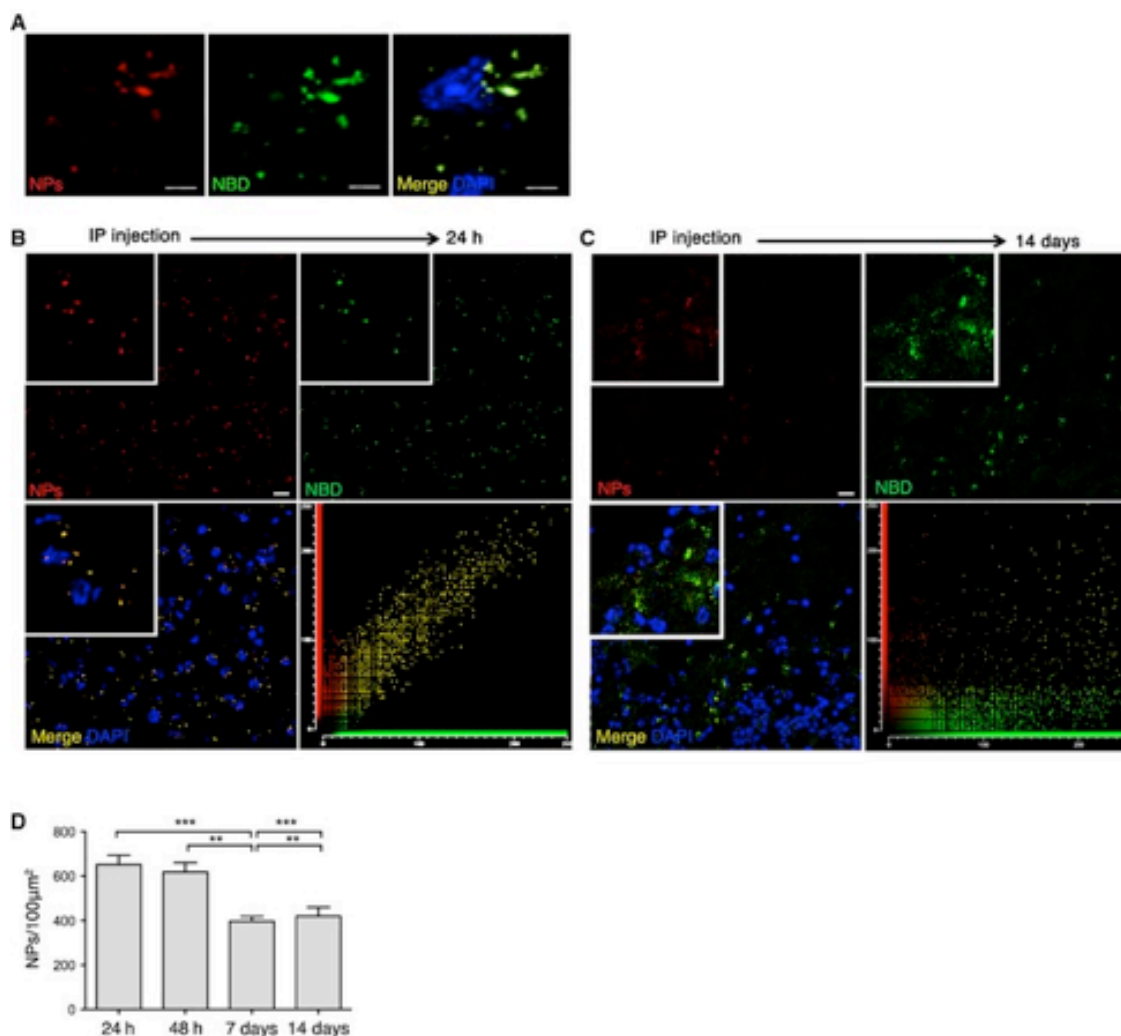 A
NPs
NBD
Merge DAPI
B
IP injection
24 h
NPs
NBD
Merge DAPI
C
IP injection
14 days
NPs
NBD
Merge DAPI
D
NPs/100µm²
800
600
400
200
0
***
***
**
**
24 h
48 h
7 days
14 days